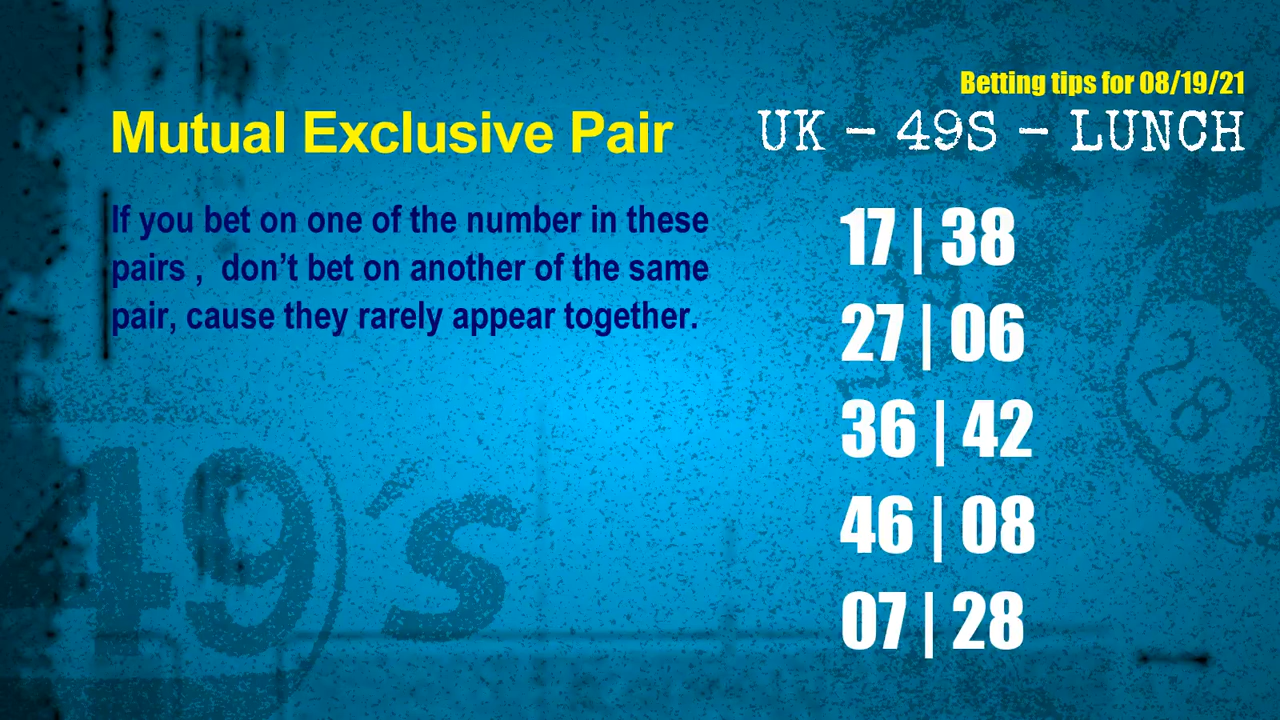 Betting tips for 08/19/21
Mutual Exclusive Pair
UK - 49S - LUNCH
If you bet on one of the number in these
pairs ,  don't bet on another of the same
pair, cause they rarely appear together.
17 | 38
27 | 06
36 | 42
46 | 08
07 | 28
49's
28